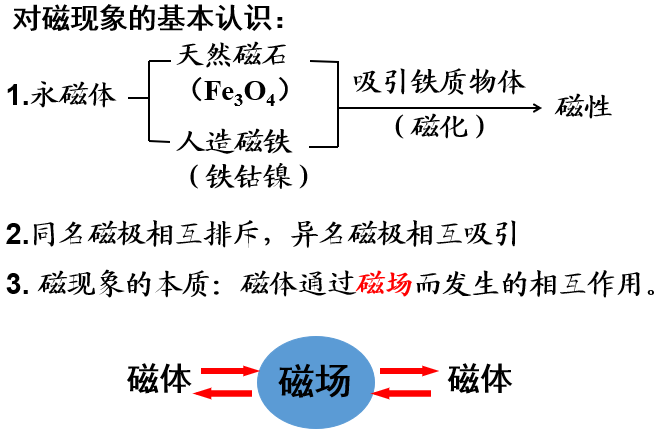 对磁现象的基本认识：
天然磁石
（Fe₃O₄）
1.永磁体
吸引铁质物体
（磁化）
磁性
人造磁铁
（铁钴镍）
2.同名磁极相互排斥，异名磁极相互吸引
3. 磁现象的本质：磁体通过磁场而发生的相互作用。
磁体 磁场 磁体